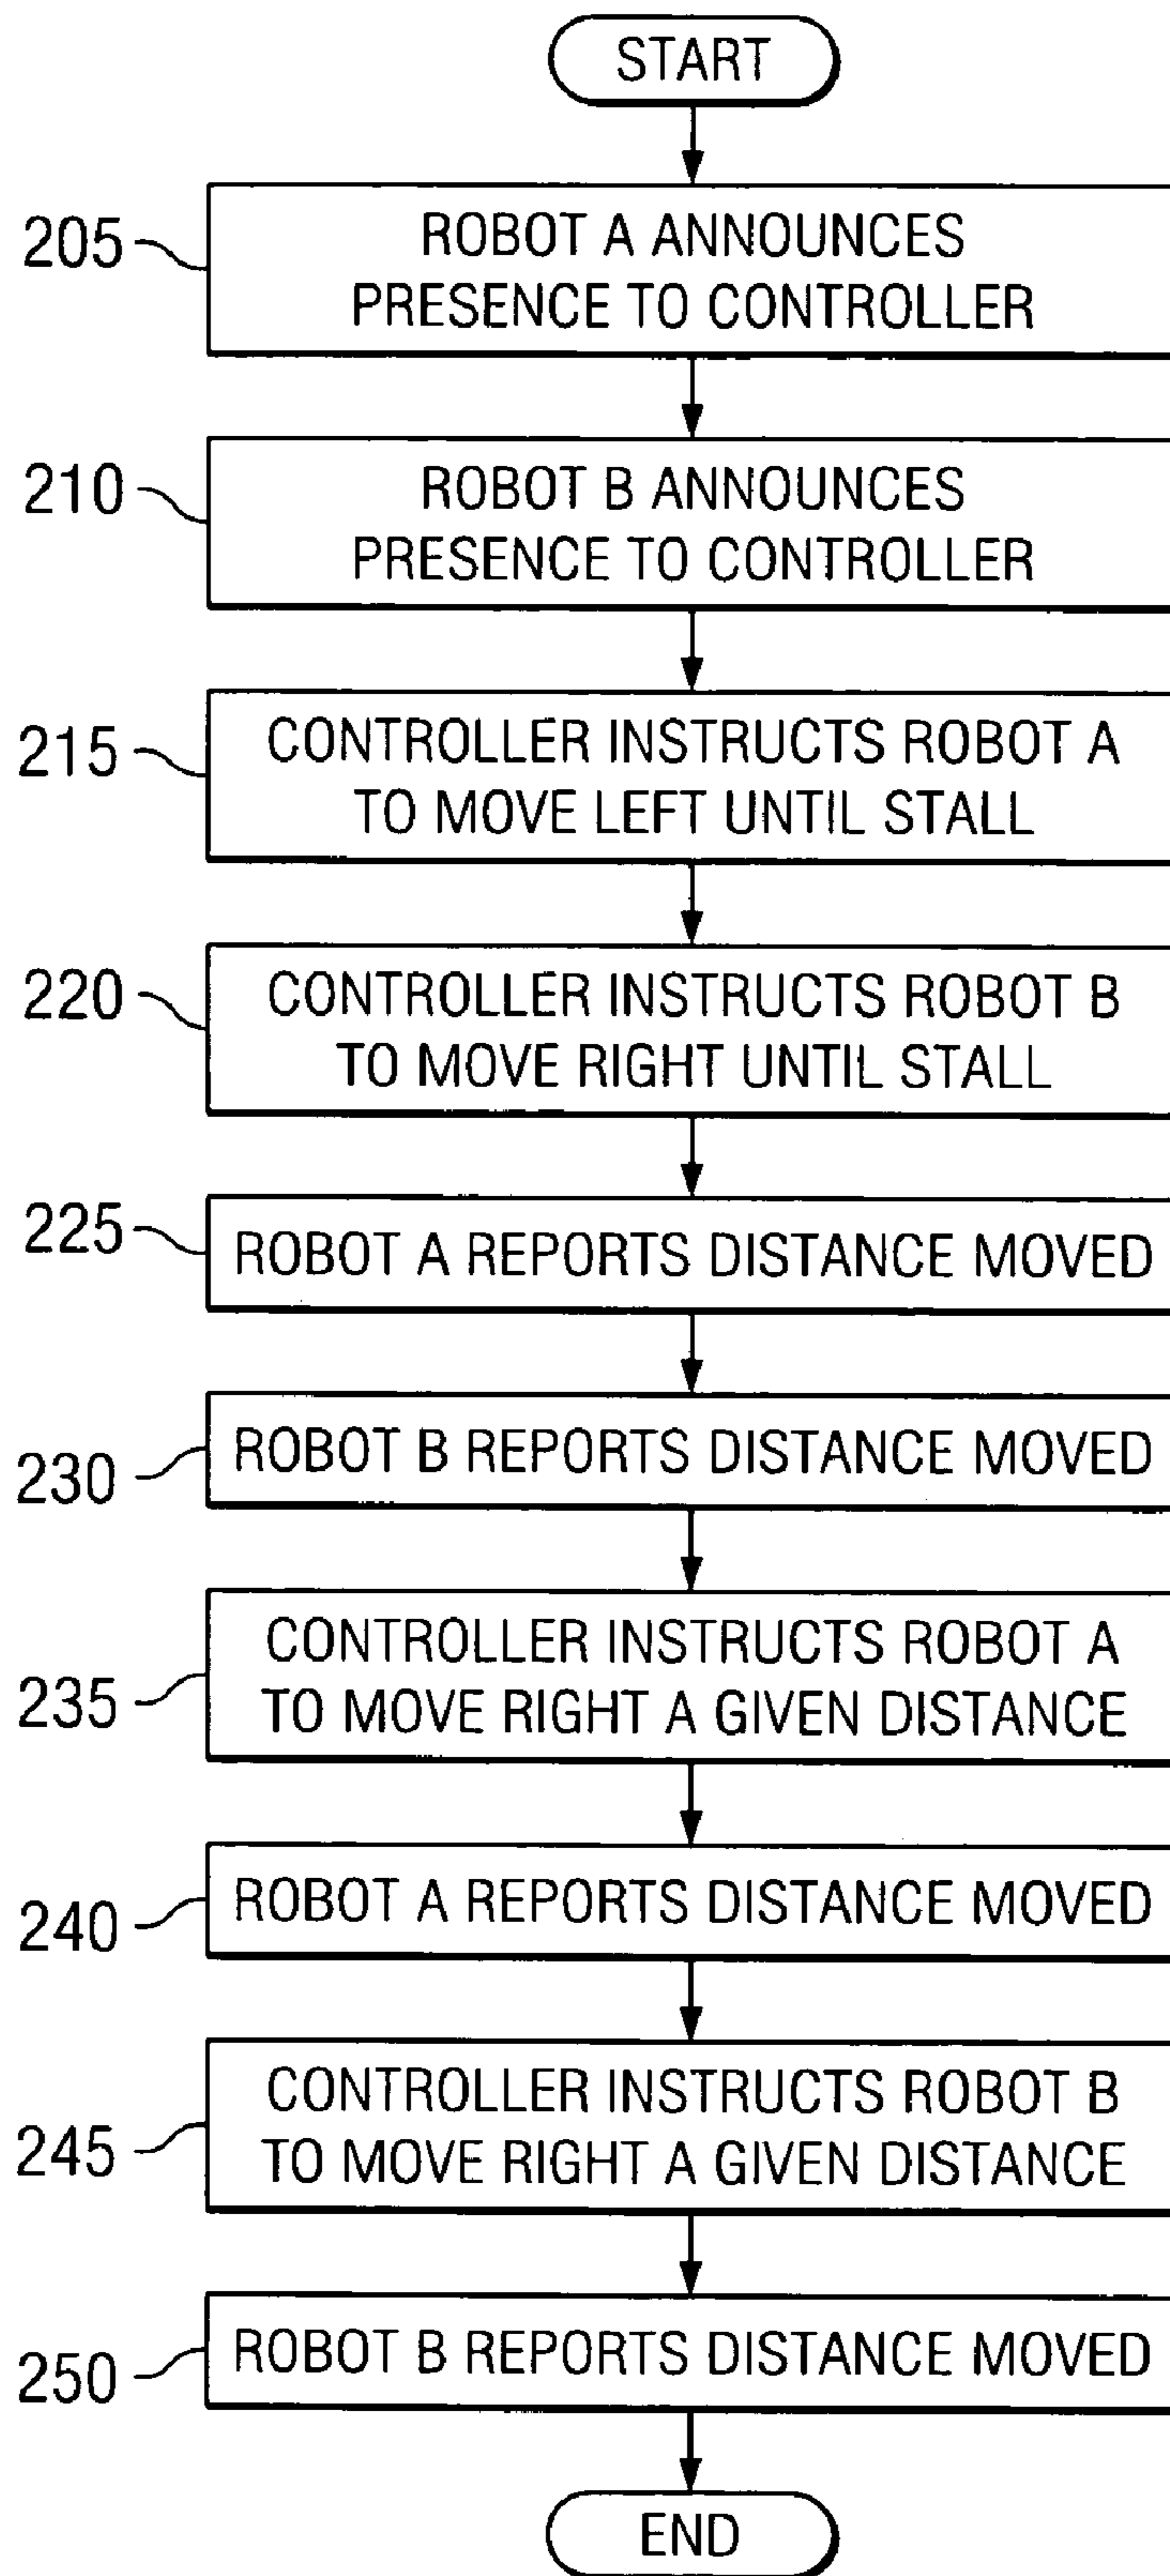 START
205
ROBOT A ANNOUNCES
PRESENCE TO CONTROLLER
210
ROBOT B ANNOUNCES
PRESENCE TO CONTROLLER
215
CONTROLLER INSTRUCTS ROBOT A
TO MOVE LEFT UNTIL STALL
220
CONTROLLER INSTRUCTS ROBOT B
TO MOVE RIGHT UNTIL STALL
225
ROBOT A REPORTS DISTANCE MOVED
230
ROBOT B REPORTS DISTANCE MOVED
235
CONTROLLER INSTRUCTS ROBOT A
TO MOVE RIGHT A GIVEN DISTANCE
240
ROBOT A REPORTS DISTANCE MOVED
245
CONTROLLER INSTRUCTS ROBOT B
TO MOVE RIGHT A GIVEN DISTANCE
250
ROBOT B REPORTS DISTANCE MOVED
END